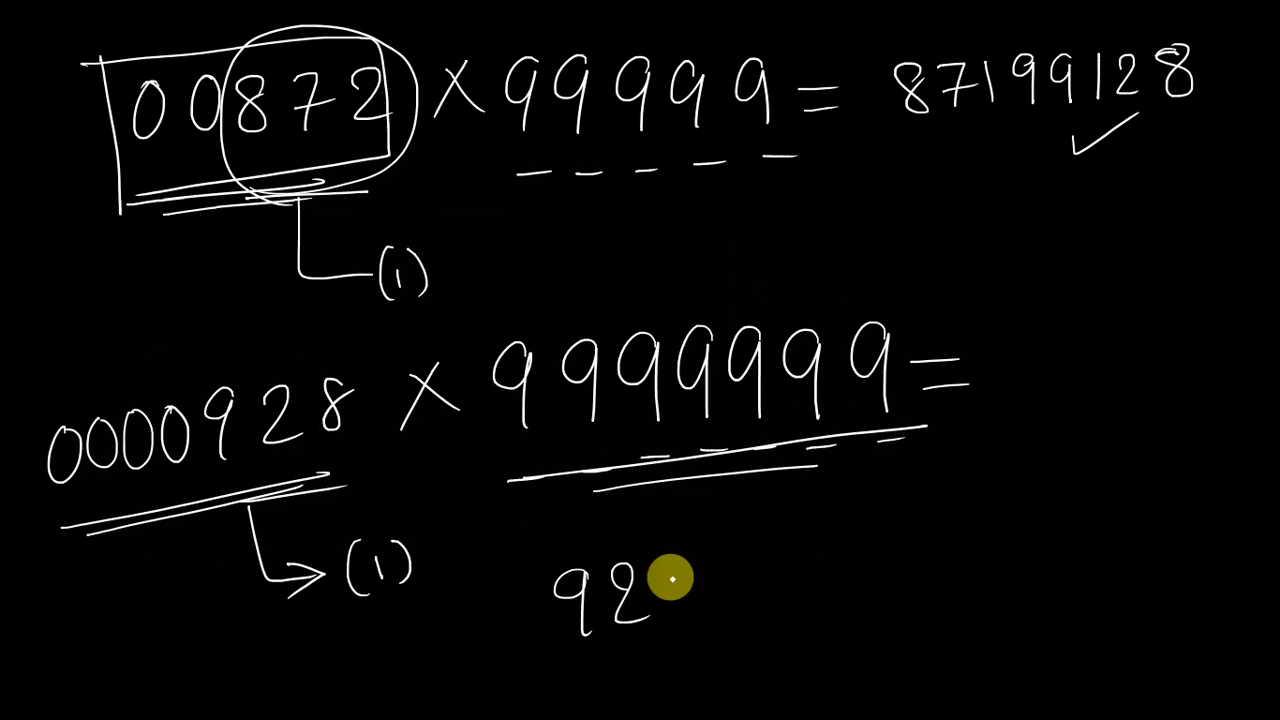 00872 × 99999 = 87199128
(1)
0000928 × 9999999 =
(1)
92